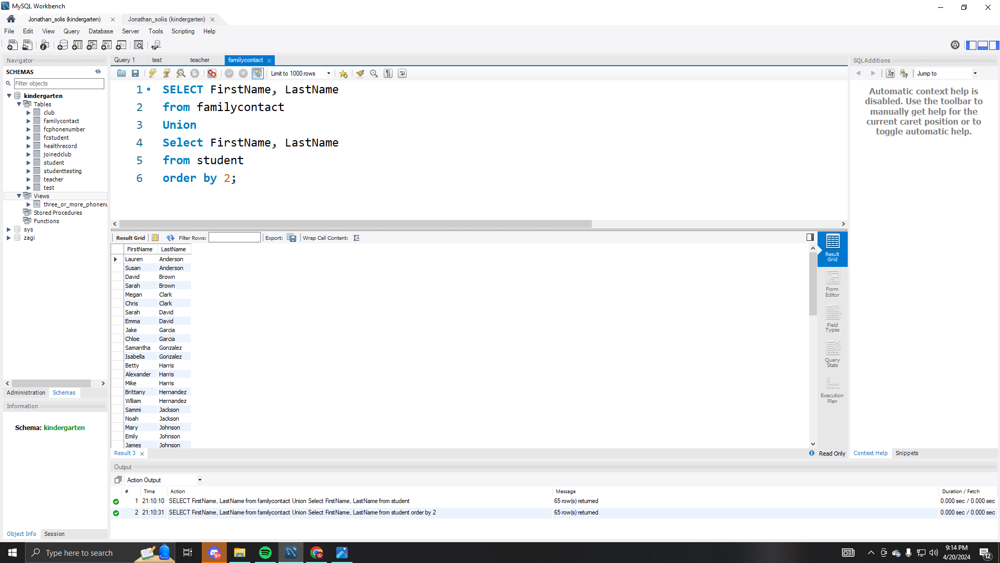 MySQL Workbench
Jonathan_solis (kindergarten)
Jonathan_solis (kindergarten)
File Edit View Query Database Server Tools Scripting Help
Navigator
SCHEMAS
Filter objects
kindergarten
Tables
club
familycontact
fcphonenumber
fcstudent
healthrecord
joinedclub
student
studenttesting
teacher
test
Views
three_or_more_phonenu
Stored Procedures
Functions
sys
zagi
Administration Schemas
Information
Schema: kindergarten
Object Info Session
Query 1 test teacher familycontact
Limit to 1000 rows
1 SELECT FirstName, LastName
2 from familycontact
3 Union
4 Select FirstName, LastName
5 from student
6 order by 2;
Result Grid Filter Rows: Export: Wrap Cell Content:
FirstName LastName
Lauren Anderson
Susan Anderson
David Brown
Sarah Brown
Megan Clark
Chris Clark
Sarah David
Emma David
Jake Garcia
Chloe Garcia
Samantha Gonzalez
Isabella Gonzalez
Betty Harris
Alexander Harris
Mike Harris
Brittany Hernandez
Wlliam Hernandez
Sammi Jackson
Noah Jackson
Mary Johnson
Emily Johnson
James Johnson
Result Grid
Form Editor
Field Types
Query Stats
Execution Plan
Result 3
Read Only
SQLAdditions
Jump to
Automatic context help is
disabled. Use the toolbar to
manually get help for the
current caret position or to
toggle automatic help.
Context Help Snippets
Output
Action Output
# Time Action Message Duration / Fetch
1 21:10:10 SELECT FirstName, LastName from familycontact Union Select FirstName, LastName from student 65 row(s) returned 0.000 sec / 0.000 sec
2 21:10:31 SELECT FirstName, LastName from familycontact Union Select FirstName, LastName from student order by 2 65 row(s) returned 0.000 sec / 0.000 sec
Type here to search
9+
9:14 PM
4/20/2024
12